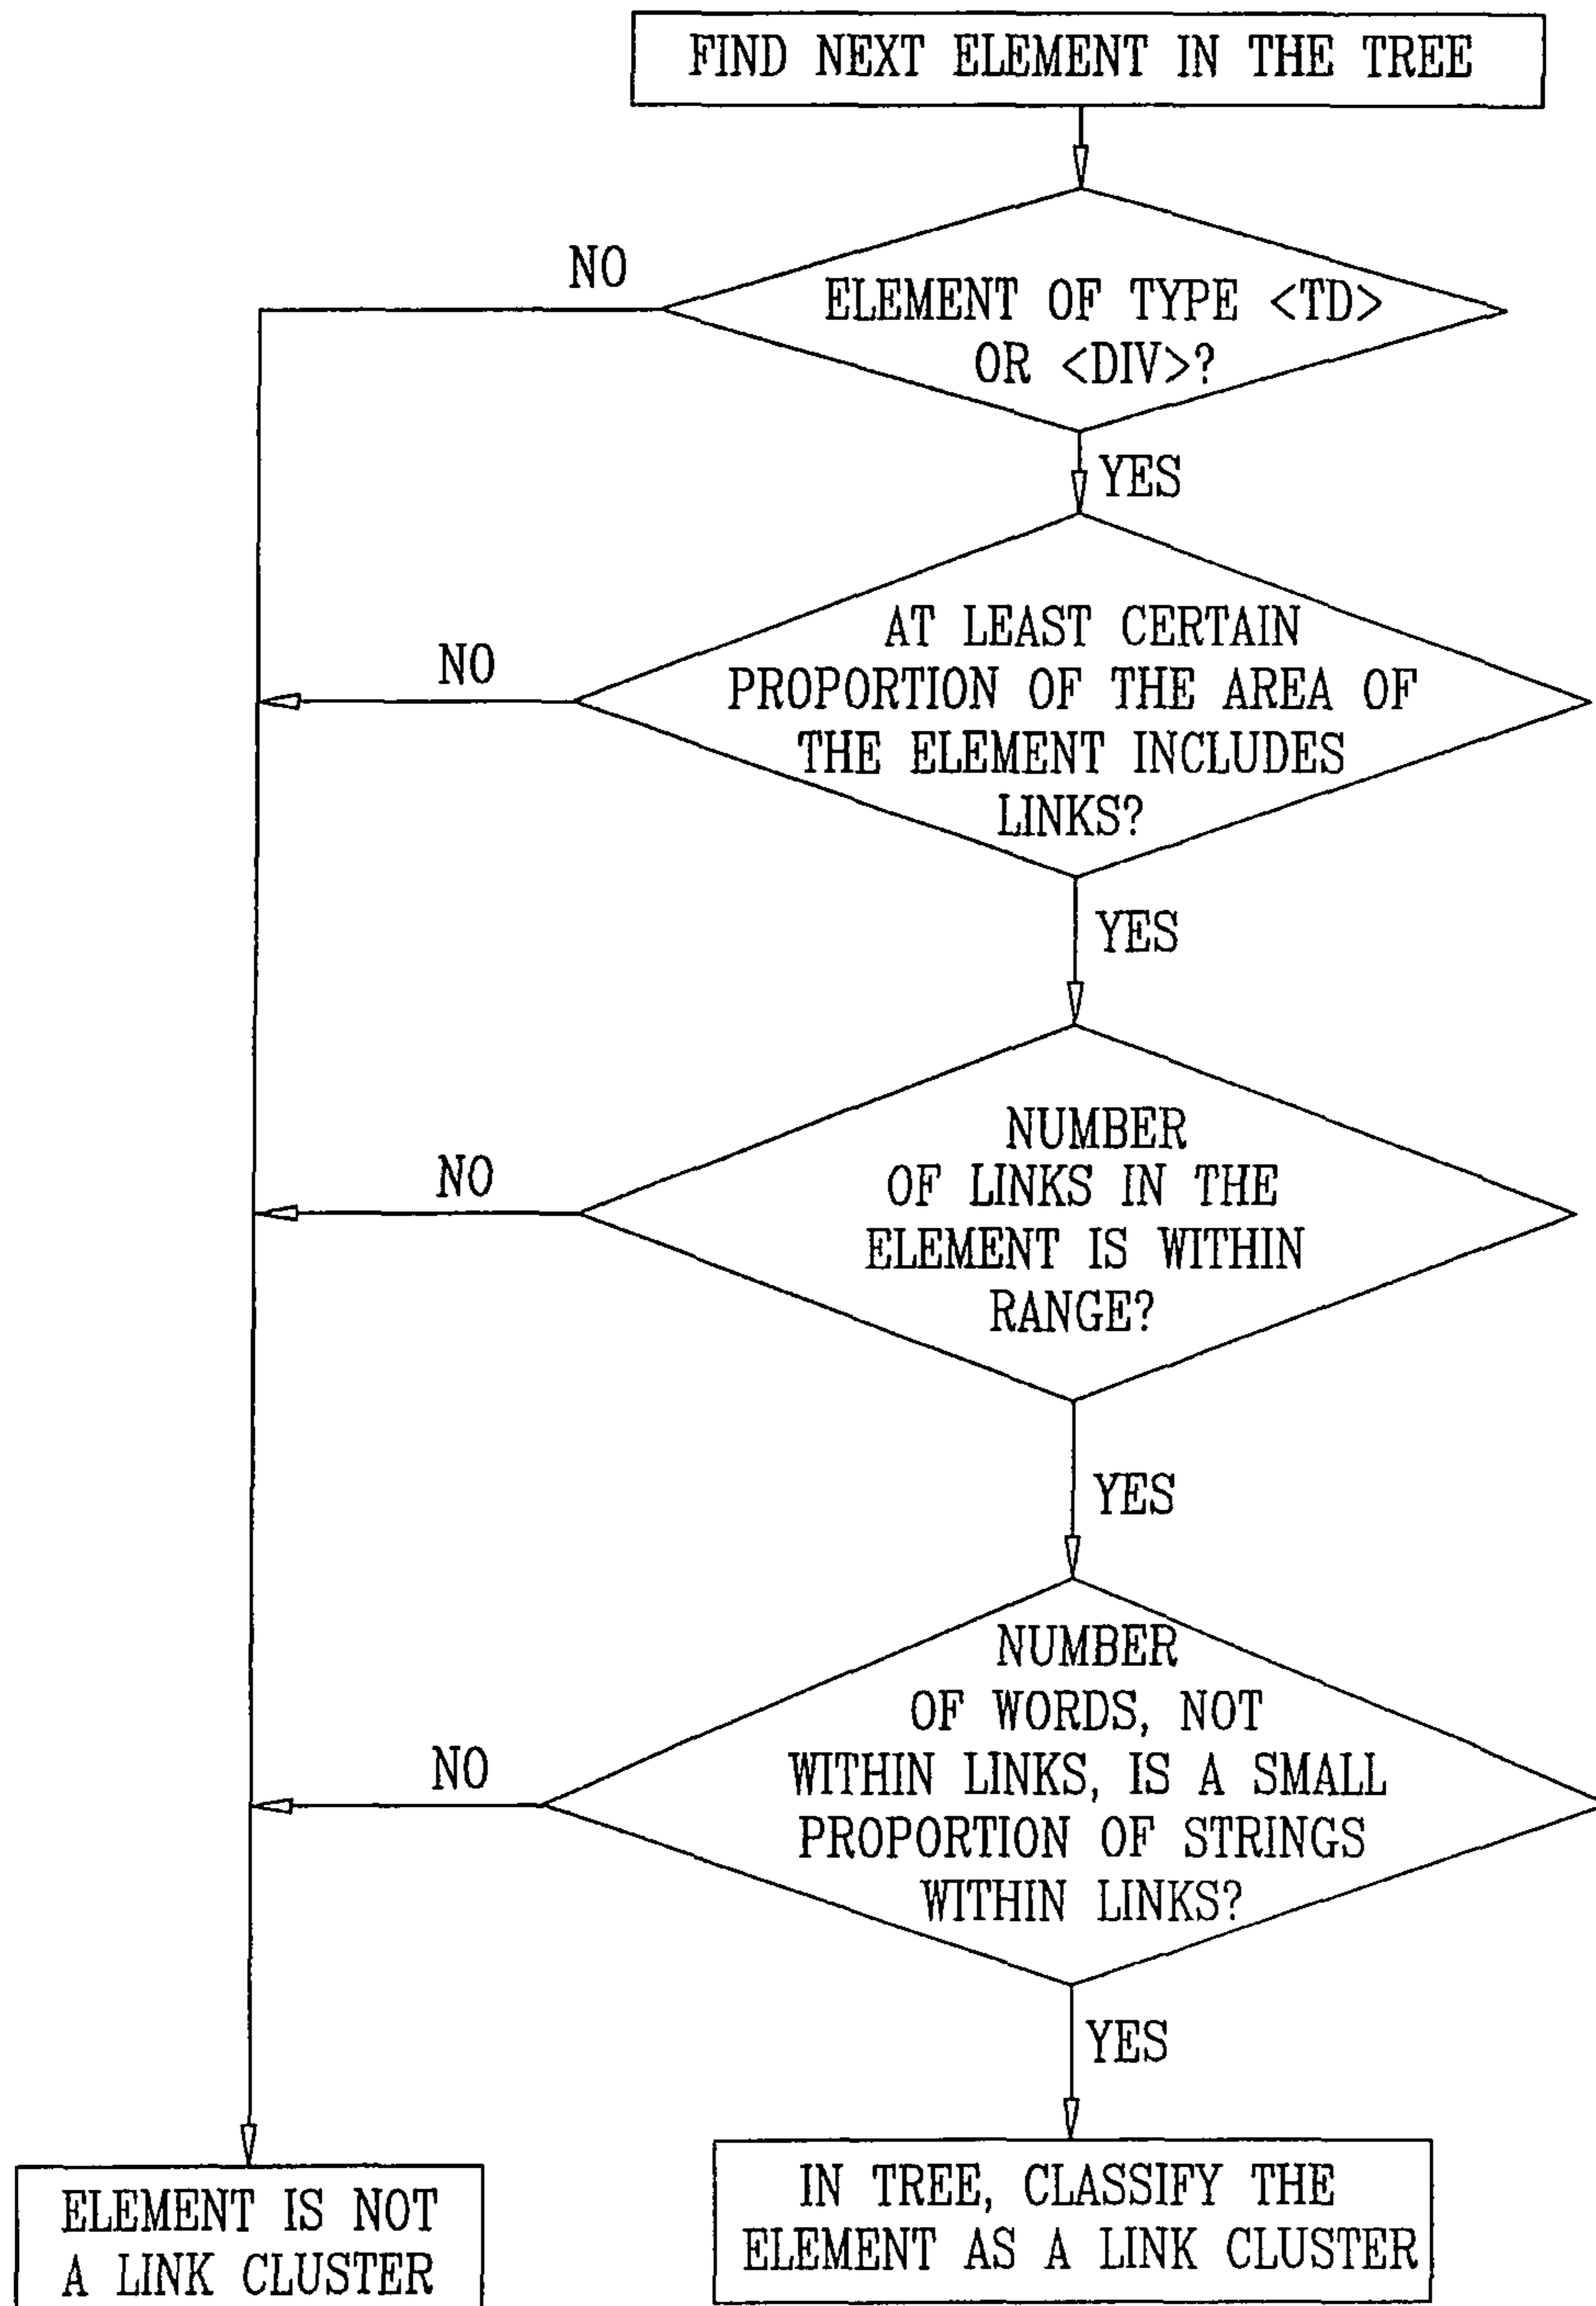 FIND NEXT ELEMENT IN THE TREE
NO
ELEMENT OF TYPE <TD>
OR <DIV>?
YES
AT LEAST CERTAIN
PROPORTION OF THE AREA OF
THE ELEMENT INCLUDES
LINKS?
NO
YES
NUMBER
OF LINKS IN THE
ELEMENT IS WITHIN
RANGE?
NO
YES
NUMBER
OF WORDS, NOT
WITHIN LINKS, IS A SMALL
PROPORTION OF STRINGS
WITHIN LINKS?
NO
YES
ELEMENT IS NOT
A LINK CLUSTER
IN TREE, CLASSIFY THE
ELEMENT AS A LINK CLUSTER